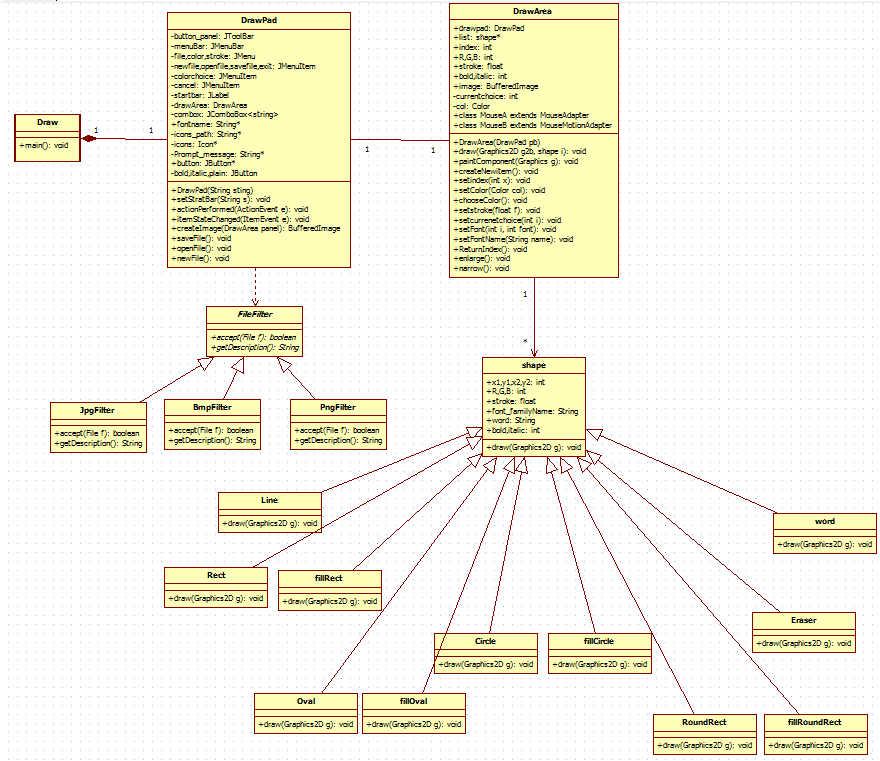 Draw
+main(): void
1
1
DrawPad
-button_panel: JToolBar
-menuBar: JMenuBar
-file,color,stroke: JMenu
-newfile,openfile,savefile,exit: JMenuItem
-colorchoice: JMenuItem
-cancel: JMenuItem
-startbar: JLabel
-drawArea: DrawArea
-combox: JComboBox<string>
+fontname: String*
-icons_path: String*
-icons: Icon*
-Prompt_message: String*
+button: JButton*
-bold,italic,plain: JButton
+DrawPad(String sting)
+setStratBar(String s): void
+actionPerformed(ActionEvent e): void
+itemStateChanged(ItemEvent e): void
+createImage(DrawArea panel): BufferedImage
+saveFile(): void
+openFile(): void
+newFile(): void
1
1
DrawArea
+drawpad: DrawPad
+list: shape*
+index: int
+R,G,B: int
+stroke: float
+bold,italic: int
+image: BufferedImage
-currentchoice: int
-col: Color
+class MouseA extends MouseAdapter
+class MouseB extends MouseMotionAdapter
+DrawArea(DrawPad pb)
+draw(Graphics2D g2b, shape i): void
+paintComponent(Graphics g): void
+createNewitem(): void
+setIndex(int x): void
+setColor(Color col): void
+chooseColor(): void
+setstroke(float f): void
+setcurrenetchoice(int i): void
+setFont(int i, int font): void
+setFontName(String name): void
+ReturnIndex(): void
+enlarge(): void
+narrow(): void
1
*
FileFilter
+accept(File f): boolean
+getDescription(): String
JpgFilter
+accept(File f): boolean
+getDescription(): String
BmpFilter
+accept(File f): boolean
+getDescription(): String
PngFilter
+accept(File f): boolean
+getDescription(): String
shape
+x1,y1,x2,y2: int
+R,G,B: int
+stroke: float
+font_familyName: String
+word: String
+bold,italic: int
+draw(Graphics2D g): void
Line
+draw(Graphics2D g): void
word
+draw(Graphics2D g): void
Rect
+draw(Graphics2D g): void
fillRect
+draw(Graphics2D g): void
Eraser
+draw(Graphics2D g): void
Circle
+draw(Graphics2D g): void
fillCircle
+draw(Graphics2D g): void
Oval
+draw(Graphics2D g): void
fillOval
+draw(Graphics2D g): void
RoundRect
+draw(Graphics2D g): void
fillRoundRect
+draw(Graphics2D g): void